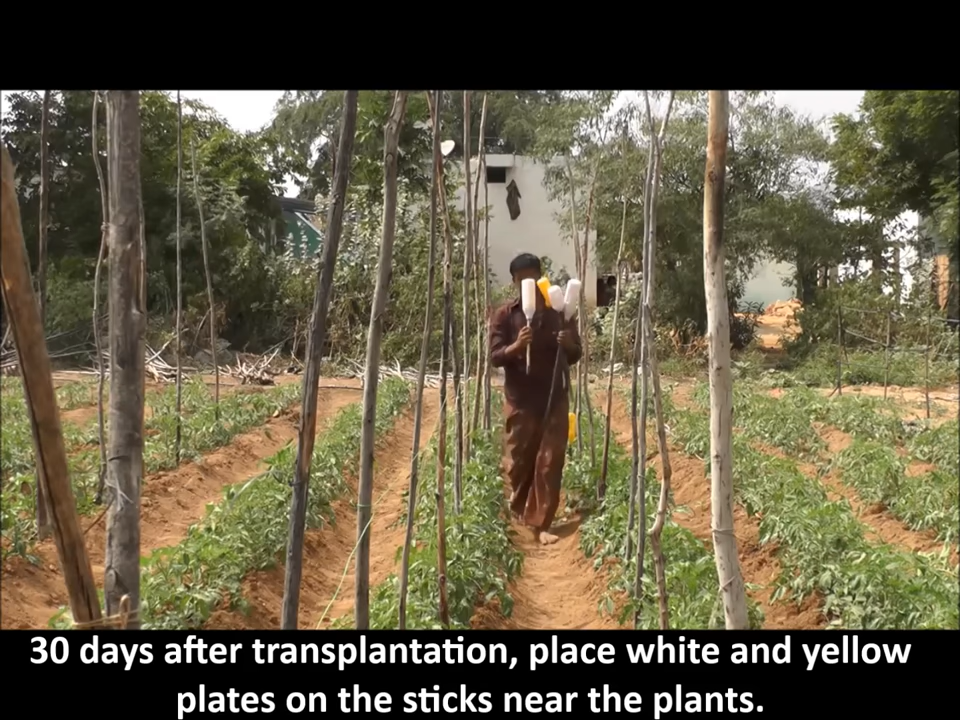 30 days after transplantation, place white and yellow
plates on the sticks near the plants.